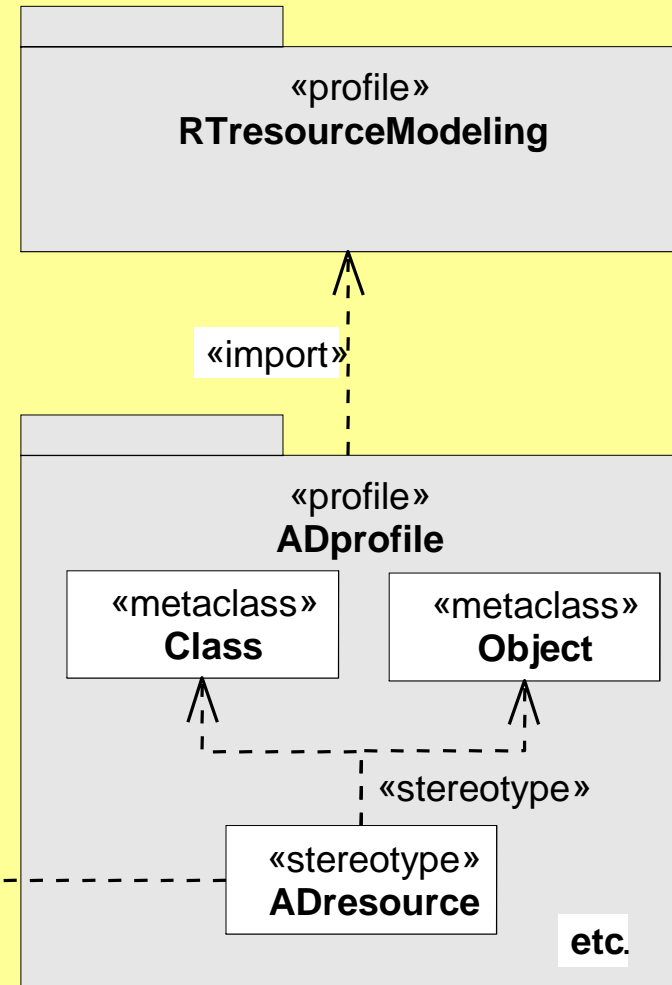 «profile»
RTresourceModeling
«import»
«profile»
ADprofile
«metaclass»
Class
«metaclass»
Object
«stereotype»
«stereotype»
ADresource
etc.